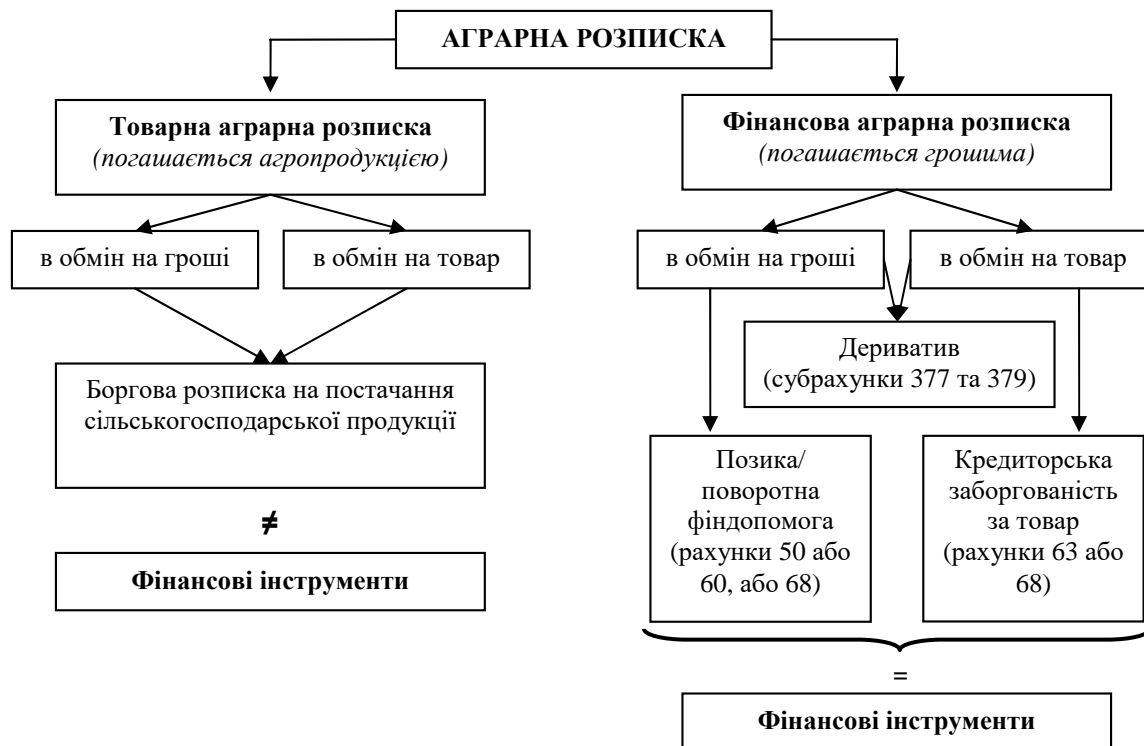 АГРАРНА РОЗПИСКА
Товарна аграрна розписка
(погашається агропродукцією)
Фінансова аграрна розписка
(погашається грошима)
в обмін на гроші
в обмін на товар
в обмін на гроші
в обмін на товар
Дериватив
(субрахунки 377 та 379)
Боргова розписка на постачання
сільськогосподарської продукції
Позика/
поворотна
фіндопомога
(рахунки 50 або
60, або 68)
Кредиторська
заборгованість
за товар
(рахунки 63 або
68)
≠
Фінансові інструменти
=
Фінансові інструменти